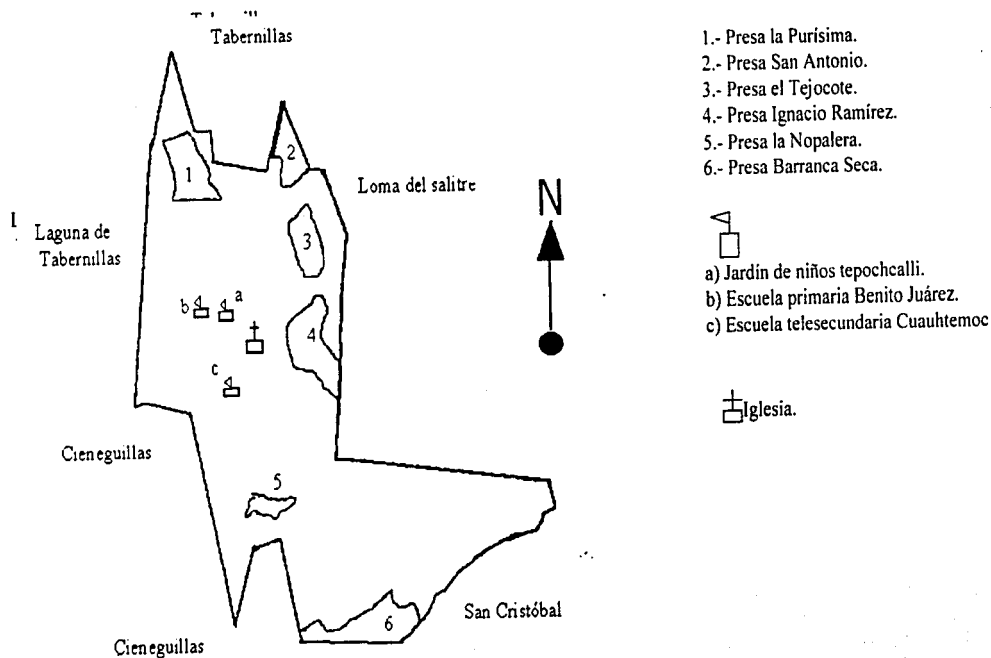 Tabernillas
1
2
Loma del salitre
Laguna de
Tabernillas
3
b
a
4
c
Cieneguillas
5
6
San Cristóbal
Cieneguillas
N
1.- Presa la Purísima.
2.- Presa San Antonio.
3.- Presa el Tejocote.
4.- Presa Ignacio Ramírez.
5.- Presa la Nopalera.
6.- Presa Barranca Seca.
a) Jardín de niños tepochcalli.
b) Escuela primaria Benito Juárez.
c) Escuela telesecundaria Cuauhtemoc
Iglesia.